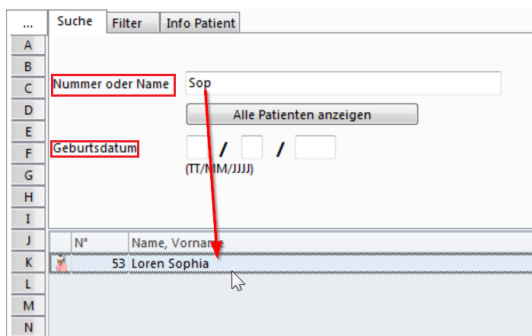 ... Suche Filter Info Patient
A
B
C Nummer oder Name Sop
D Alle Patienten anzeigen
E
F Geburtsdatum / /
G (TT/MM/JJJJ)
H
I
J N° Name, Vorname
K 53 Loren Sophia
L
M
N